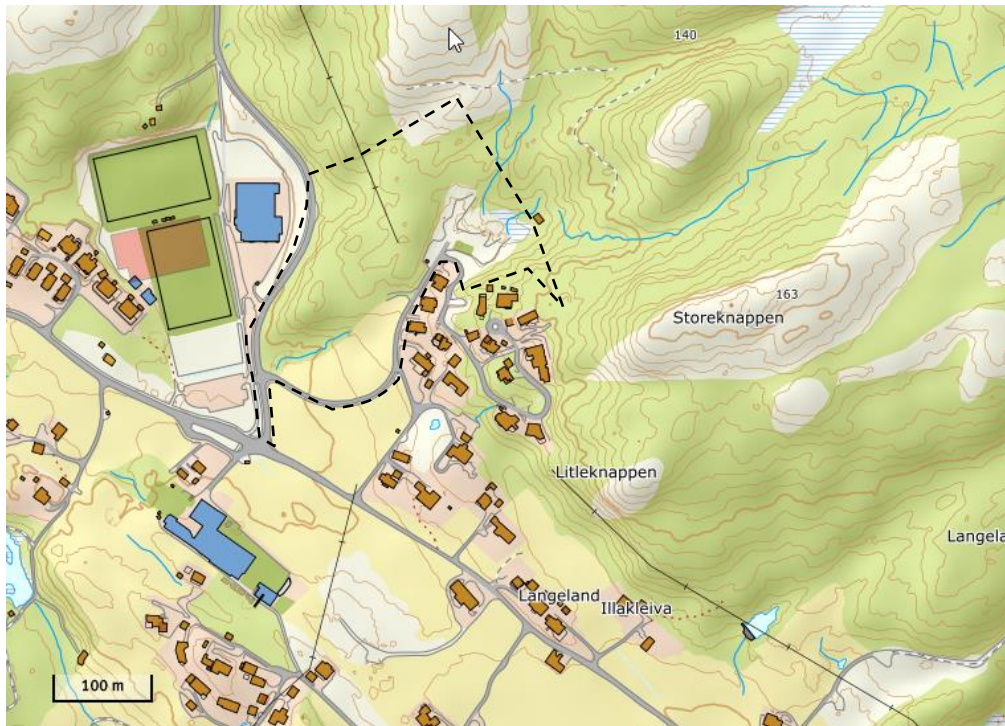 140
163
Storeknappen
Litleknappen
Langela
Langeland
Illakleiva
100 m